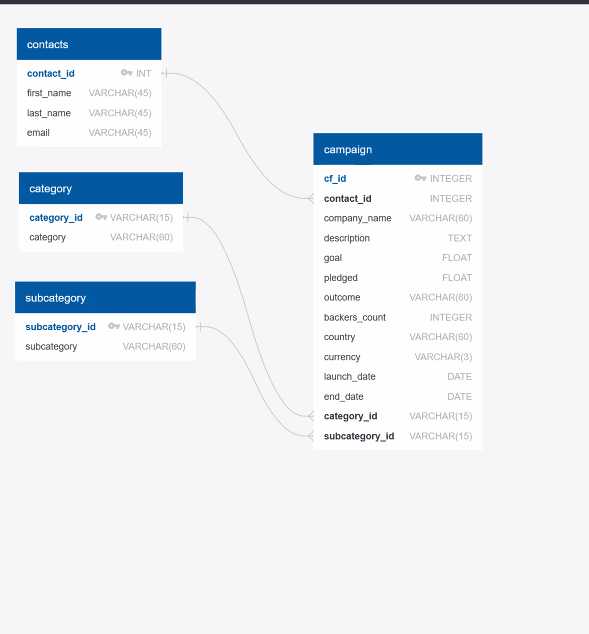 contacts
contact_id INT
first_name VARCHAR(45)
last_name VARCHAR(45)
email VARCHAR(45)
category
category_id VARCHAR(15)
category VARCHAR(60)
subcategory
subcategory_id VARCHAR(15)
subcategory VARCHAR(60)
campaign
cf_id INTEGER
contact_id INTEGER
company_name VARCHAR(60)
description TEXT
goal FLOAT
pledged FLOAT
outcome VARCHAR(60)
backers_count INTEGER
country VARCHAR(60)
currency VARCHAR(3)
launch_date DATE
end_date DATE
category_id VARCHAR(15)
subcategory_id VARCHAR(15)